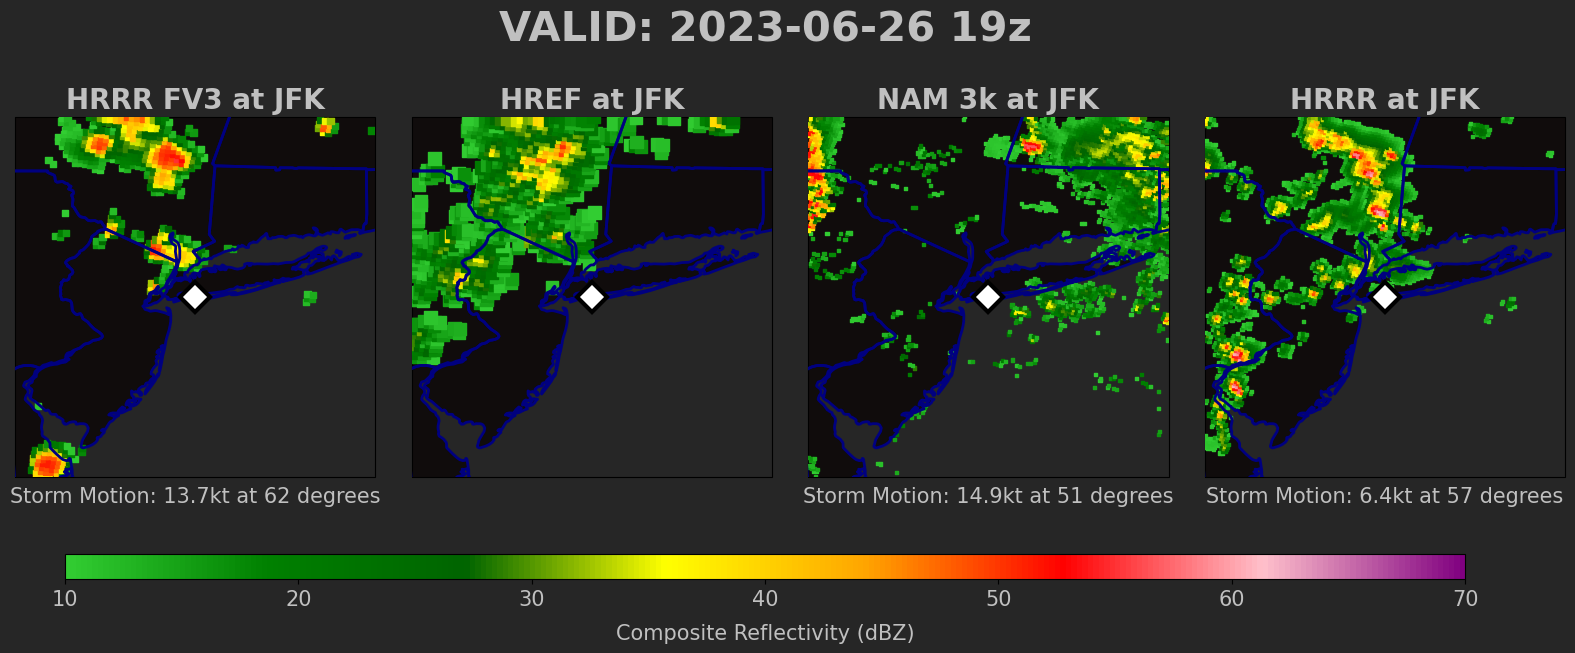 VALID: 2023-06-26 19z
HRRR FV3 at JFK
HREF at JFK
NAM 3k at JFK
HRRR at JFK
Storm Motion: 13.7kt at 62 degrees
Storm Motion: 14.9kt at 51 degrees
Storm Motion: 6.4kt at 57 degrees
10 20 30 40 50 60 70
Composite Reflectivity (dBZ)